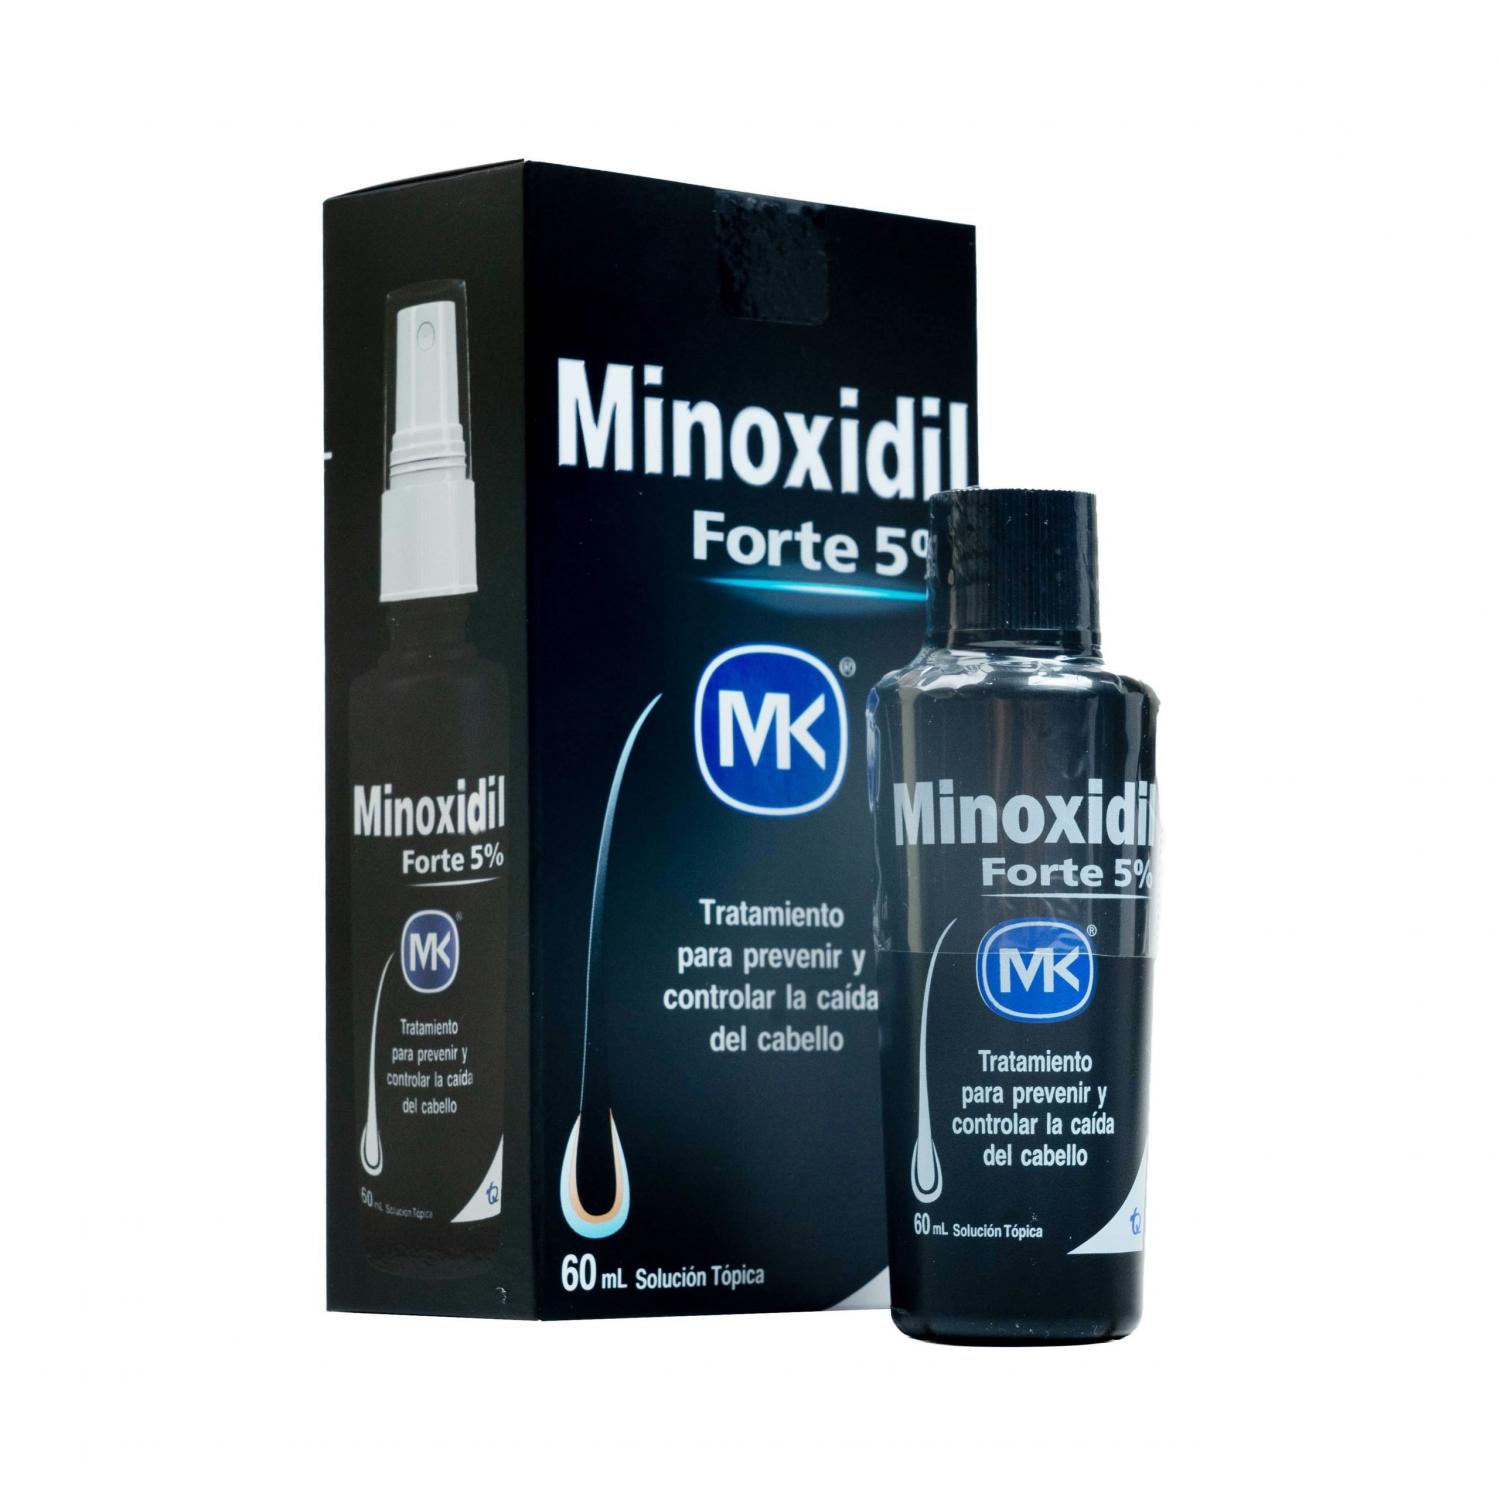 Minoxidil
Forte 5%
MK®
Tratamiento
para prevenir y
controlar la caída
del cabello
60 mL Solución Tópica
TQ
Minoxidil
Forte 5%
MK®
Tratamiento
para prevenir y
controlar la caída
del cabello
60 mL Solución Tópica
Minoxidil
Forte 5%
MK®
Tratamiento
para prevenir y
controlar la caída
del cabello
60 mL Solución Tópica
TQ